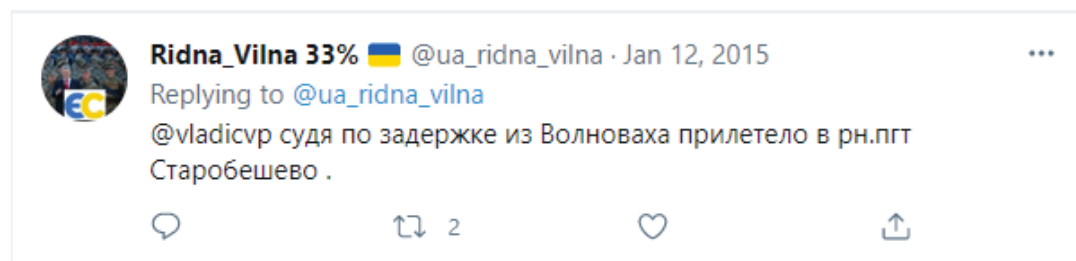 Ridna_Vilna 33% 🇺🇦 @ua_ridna_vilna · Jan 12, 2015
Replying to @ua_ridna_vilna
@vladicvp судя по задержке из Волноваха прилетело в рн.пгт
Старобешево .
2
ЄС